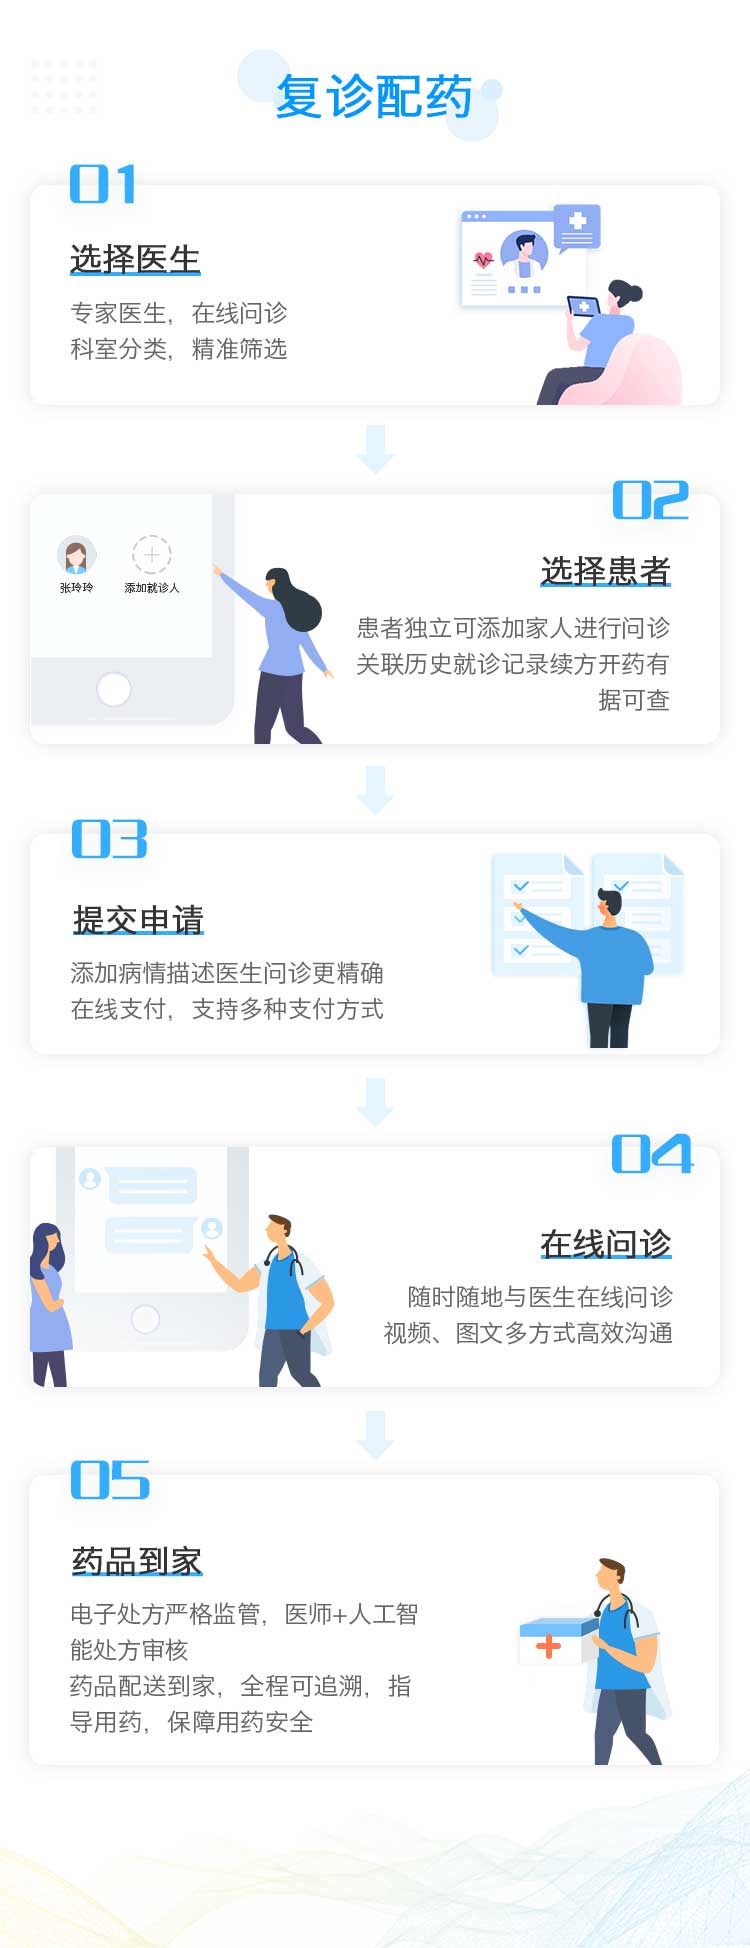 复诊配药
01
选择医生
专家医生，在线问诊
科室分类，精准筛选
02
张玲玲
添加就诊人
选择患者
患者独立可添加家人进行问诊
关联历史就诊记录续方开药有
据可查
03
提交申请
添加病情描述医生问诊更精确
在线支付，支持多种支付方式
04
在线问诊
随时随地与医生在线问诊
视频、图文多方式高效沟通
05
药品到家
电子处方严格监管，医师+人工智
能处方审核
药品配送到家，全程可追溯，指
导用药，保障用药安全